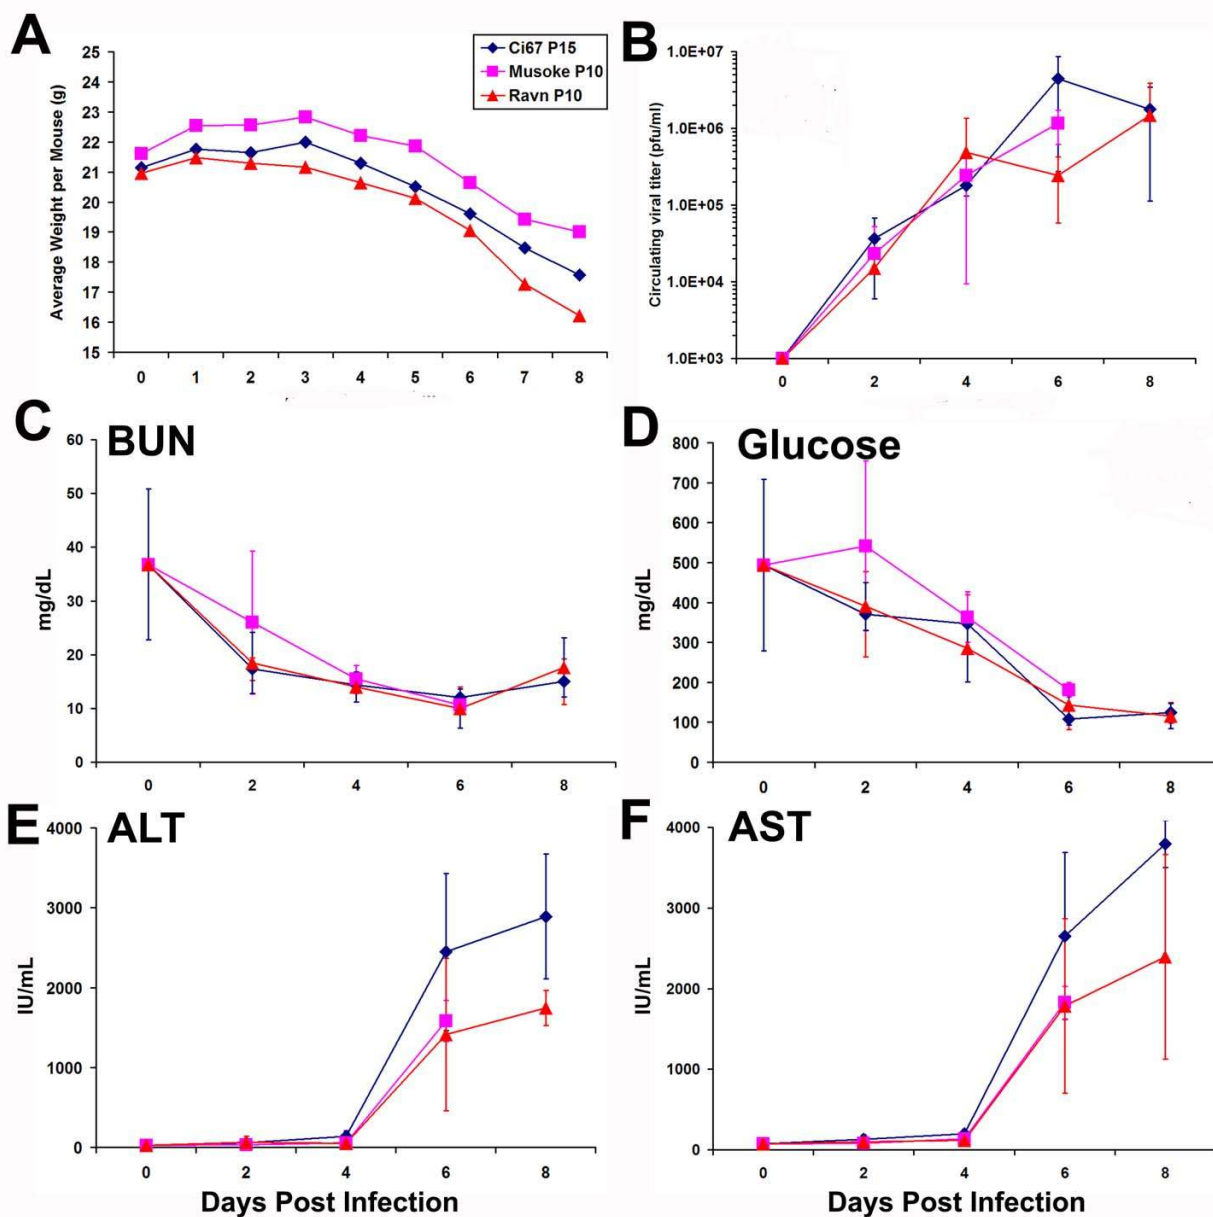 A
Average Weight per Mouse (g)
25
24
23
22
21
20
19
18
17
16
15
0 1 2 3 4 5 6 7 8
Ci67 P15
Musoke P10
Ravn P10
B
Circulating viral titer (pfu/ml)
1.0E+07
1.0E+06
1.0E+05
1.0E+04
1.0E+03
0 2 4 6 8
C
BUN
mg/dL
60
50
40
30
20
10
0
0 2 4 6 8
D
Glucose
mg/dL
800
700
600
500
400
300
200
100
0
0 2 4 6 8
E
ALT
IU/mL
4000
3000
2000
1000
0
0 2 4 6 8
Days Post Infection
F
AST
IU/mL
4000
3000
2000
1000
0
0 2 4 6 8
Days Post Infection